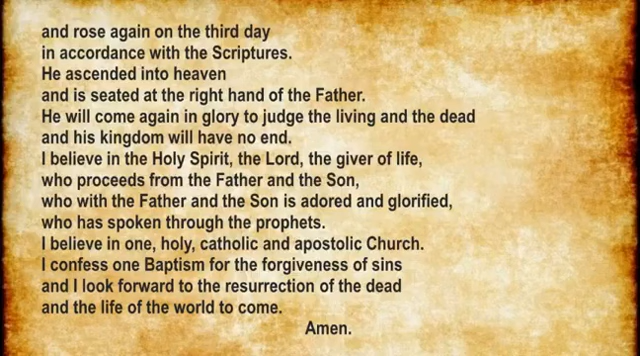 and rose again on the third day
in accordance with the Scriptures.
He ascended into heaven
and is seated at the right hand of the Father.
He will come again in glory to judge the living and the dead
and his kingdom will have no end.
I believe in the Holy Spirit, the Lord, the giver of life,
who proceeds from the Father and the Son,
who with the Father and the Son is adored and glorified,
who has spoken through the prophets.
I believe in one, holy, catholic and apostolic Church.
I confess one Baptism for the forgiveness of sins
and I look forward to the resurrection of the dead
and the life of the world to come.
Amen.